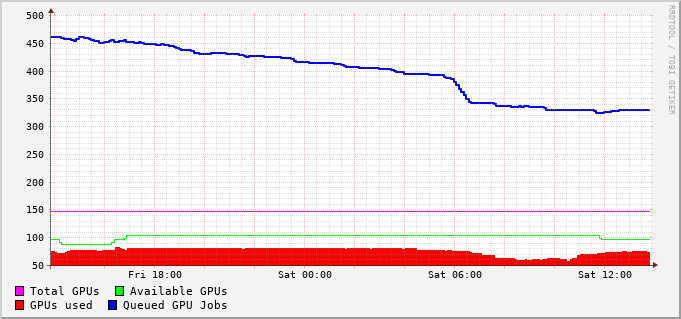 500
450
400
350
300
250
200
150
100
50
Fri 18:00 Sat 00:00 Sat 06:00 Sat 12:00
Total GPUs Available GPUs
GPUs used Queued GPU Jobs
RRDTOOL / TOBI OETIKER